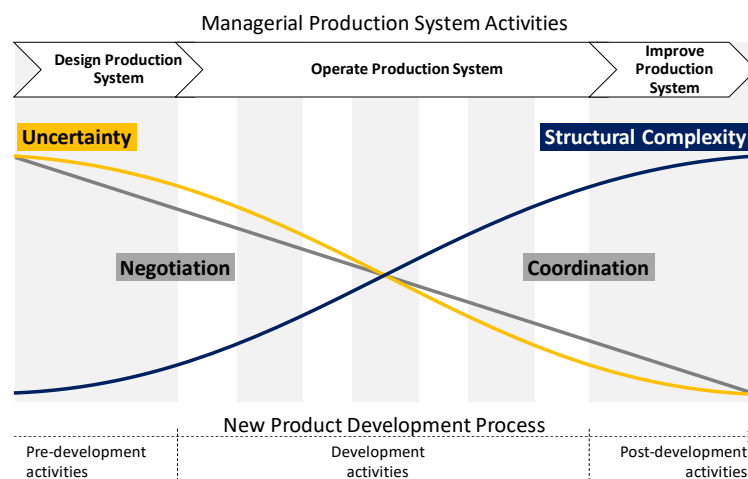 Managerial Production System Activities
Design Production
System
Operate Production System
Improve
Production
System
Uncertainty
Structural Complexity
Negotiation
Coordination
New Product Development Process
Pre-development
activities
Development
activities
Post-development
activities